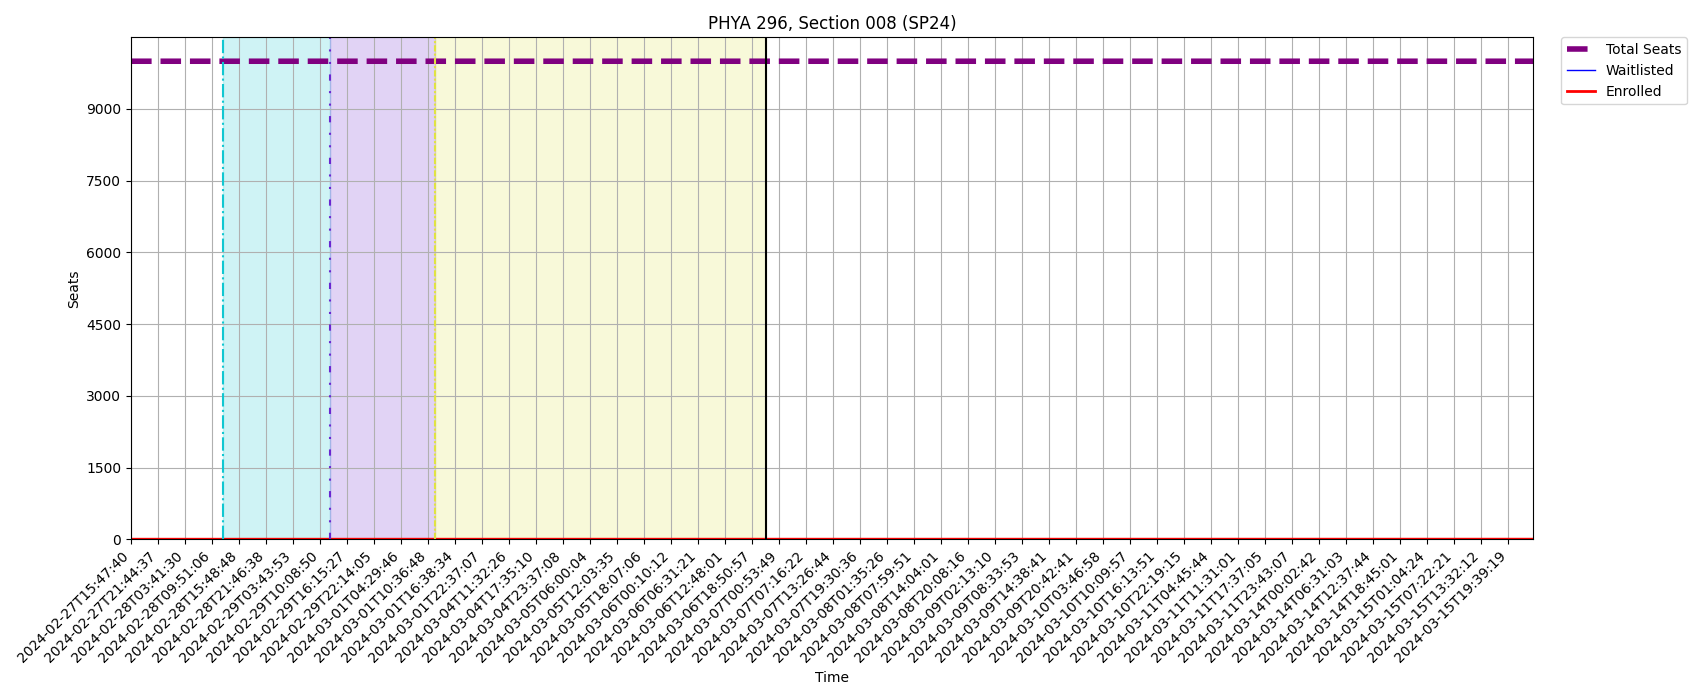 PHYA 296, Section 008 (SP24)
Total Seats
Waitlisted
Enrolled
Seats
9000
7500
6000
4500
3000
1500
0
2024-02-27T15:47:40
2024-02-27T21:44:37
2024-02-28T03:41:30
2024-02-28T09:51:06
2024-02-28T15:48:48
2024-02-28T21:46:38
2024-02-29T03:43:53
2024-02-29T10:08:50
2024-02-29T16:15:27
2024-02-29T22:14:05
2024-03-01T04:29:46
2024-03-01T10:36:48
2024-03-01T16:38:34
2024-03-01T22:37:07
2024-03-04T11:32:26
2024-03-04T17:35:10
2024-03-04T23:37:08
2024-03-05T06:00:04
2024-03-05T12:03:35
2024-03-05T18:07:06
2024-03-06T00:10:12
2024-03-06T06:31:21
2024-03-06T12:48:01
2024-03-06T18:50:57
2024-03-07T00:53:49
2024-03-07T07:16:22
2024-03-07T13:26:44
2024-03-07T19:30:36
2024-03-08T01:35:26
2024-03-08T07:59:51
2024-03-08T14:04:01
2024-03-08T20:08:16
2024-03-09T02:13:10
2024-03-09T08:33:53
2024-03-09T14:38:41
2024-03-09T20:42:41
2024-03-10T03:46:58
2024-03-10T10:09:57
2024-03-10T16:13:51
2024-03-10T22:19:15
2024-03-11T04:45:44
2024-03-11T11:31:01
2024-03-11T17:37:05
2024-03-11T23:43:07
2024-03-14T00:02:42
2024-03-14T06:31:03
2024-03-14T12:37:44
2024-03-14T18:45:01
2024-03-15T01:04:24
2024-03-15T07:22:21
2024-03-15T13:32:12
2024-03-15T19:39:19
Time